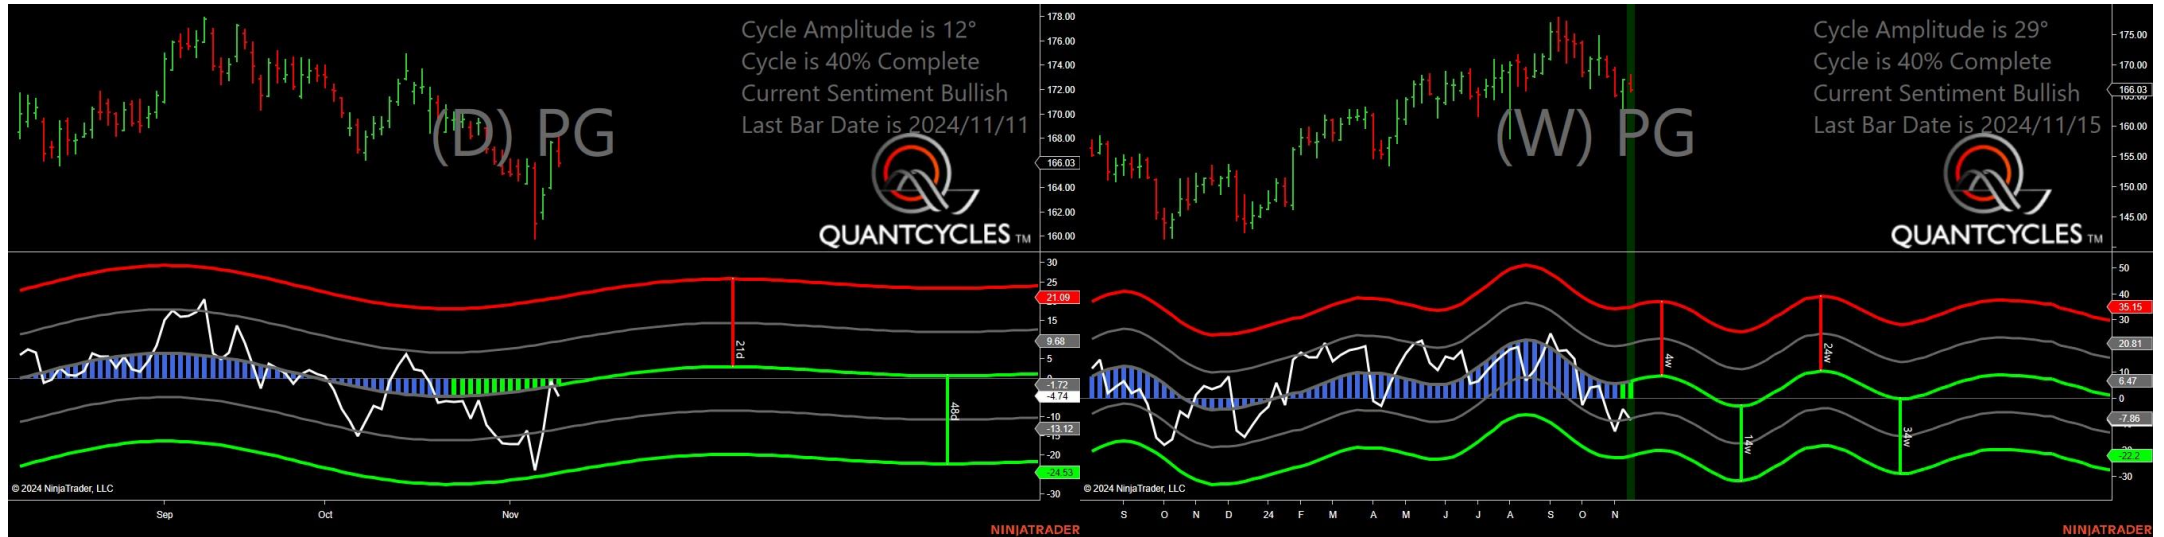 Cycle Amplitude is 12°
Cycle is 40% Complete
Current Sentiment Bullish
Last Bar Date is 2024/11/11
(D) PG
QUANTCYCLES TM
178.00
176.00
174.00
172.00
170.00
168.00
166.03
164.00
162.00
160.00
30
25
21.09
15
9.68
5
-1.72
-4.74
-10
-13.12
-20
-24.53
-30
21d
48d
© 2024 NinjaTrader, LLC
Sep Oct Nov
NINJATRADER
Cycle Amplitude is 29°
Cycle is 40% Complete
Current Sentiment Bullish
Last Bar Date is 2024/11/15
(W) PG
QUANTCYCLES TM
175.00
170.00
166.03
160.00
155.00
150.00
145.00
50
40
35.15
30
20.81
6.47
0
-7.86
-22.2
-30
4w
24w
14w
34w
© 2024 NinjaTrader, LLC
S O N D 24 F M A M J J A S O N
NINJATRADER